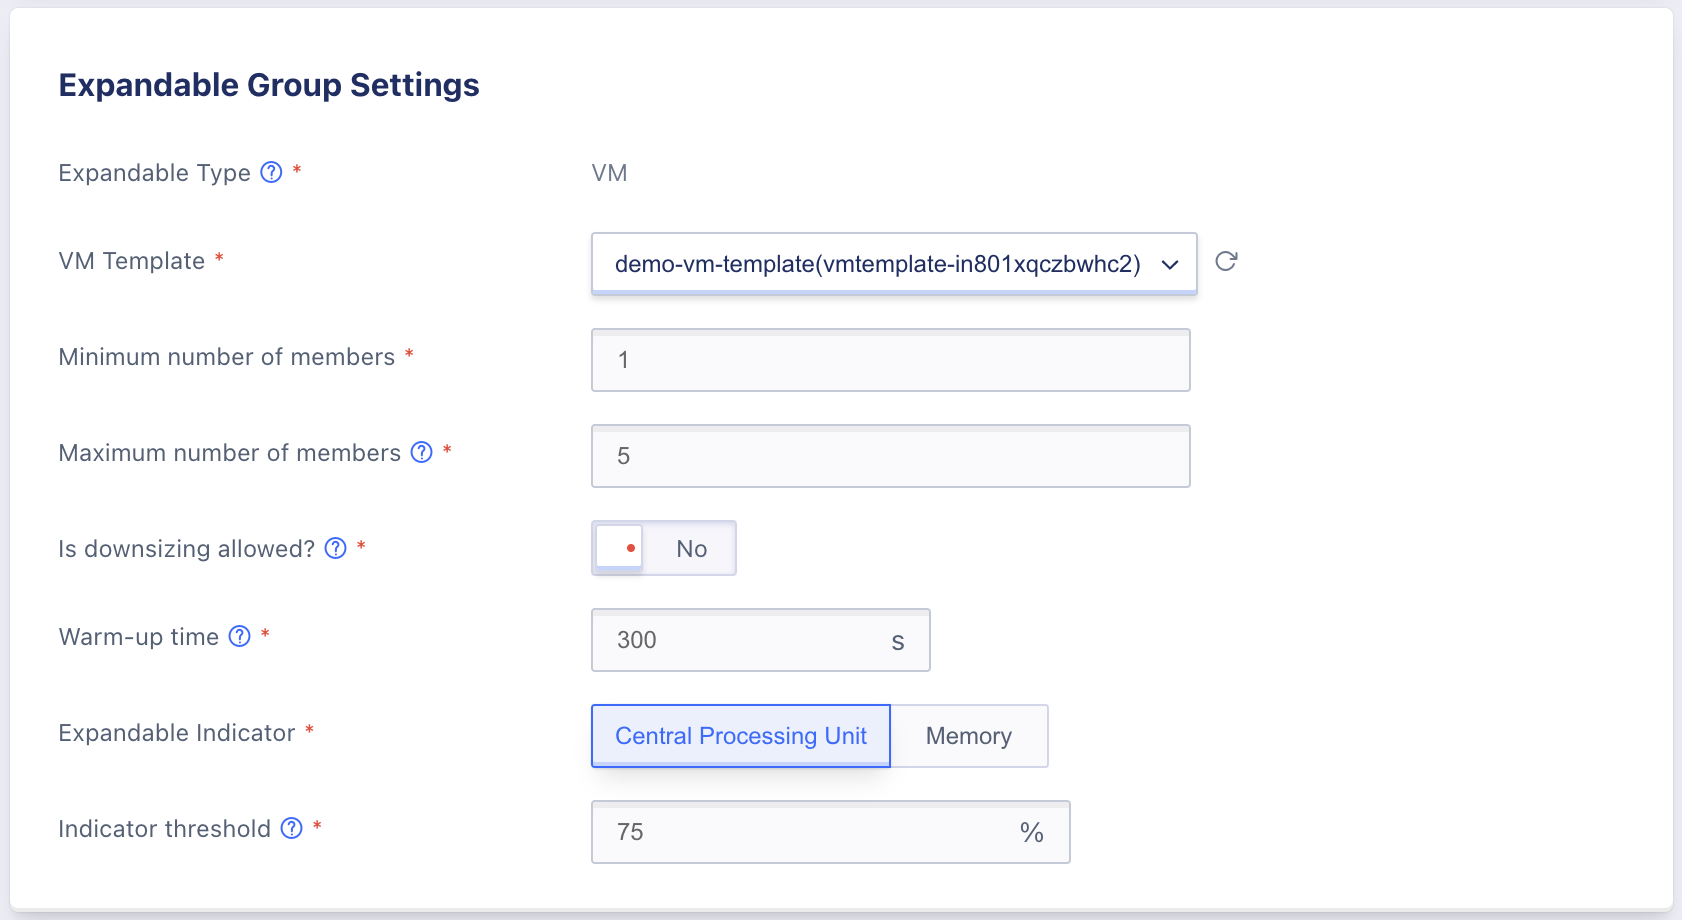 Expandable Group Settings
Expandable Type ? * VM
VM Template * demo-vm-template(vmtemplate-in801xqczbwhc2)
Minimum number of members * 1
Maximum number of members ? * 5
Is downsizing allowed? ? * No
Warm-up time ? * 300 s
Expandable Indicator * Central Processing Unit Memory
Indicator threshold ? * 75 %